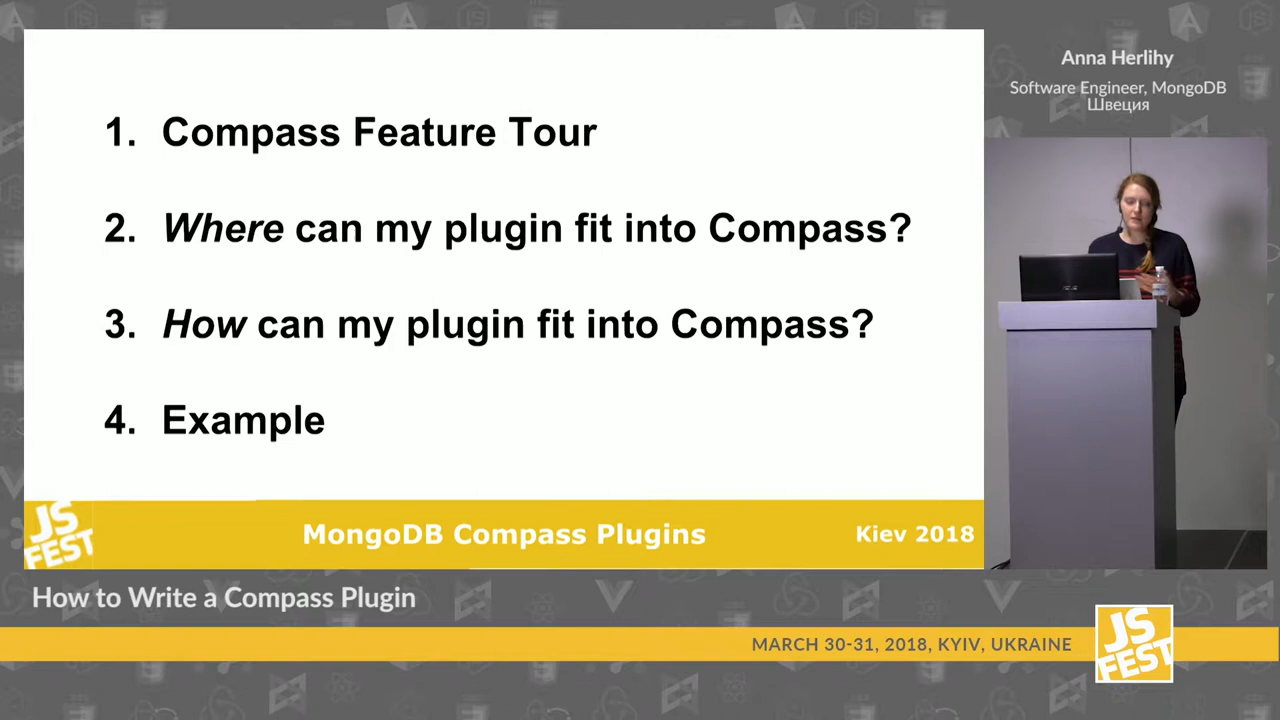 1. Compass Feature Tour
2. Where can my plugin fit into Compass?
3. How can my plugin fit into Compass?
4. Example
JS
FEST
MongoDB Compass Plugins
Kiev 2018
Anna Herlihy
Software Engineer, MongoDB
Швеция
How to Write a Compass Plugin
MARCH 30-31, 2018, KYIV, UKRAINE
JS
FEST